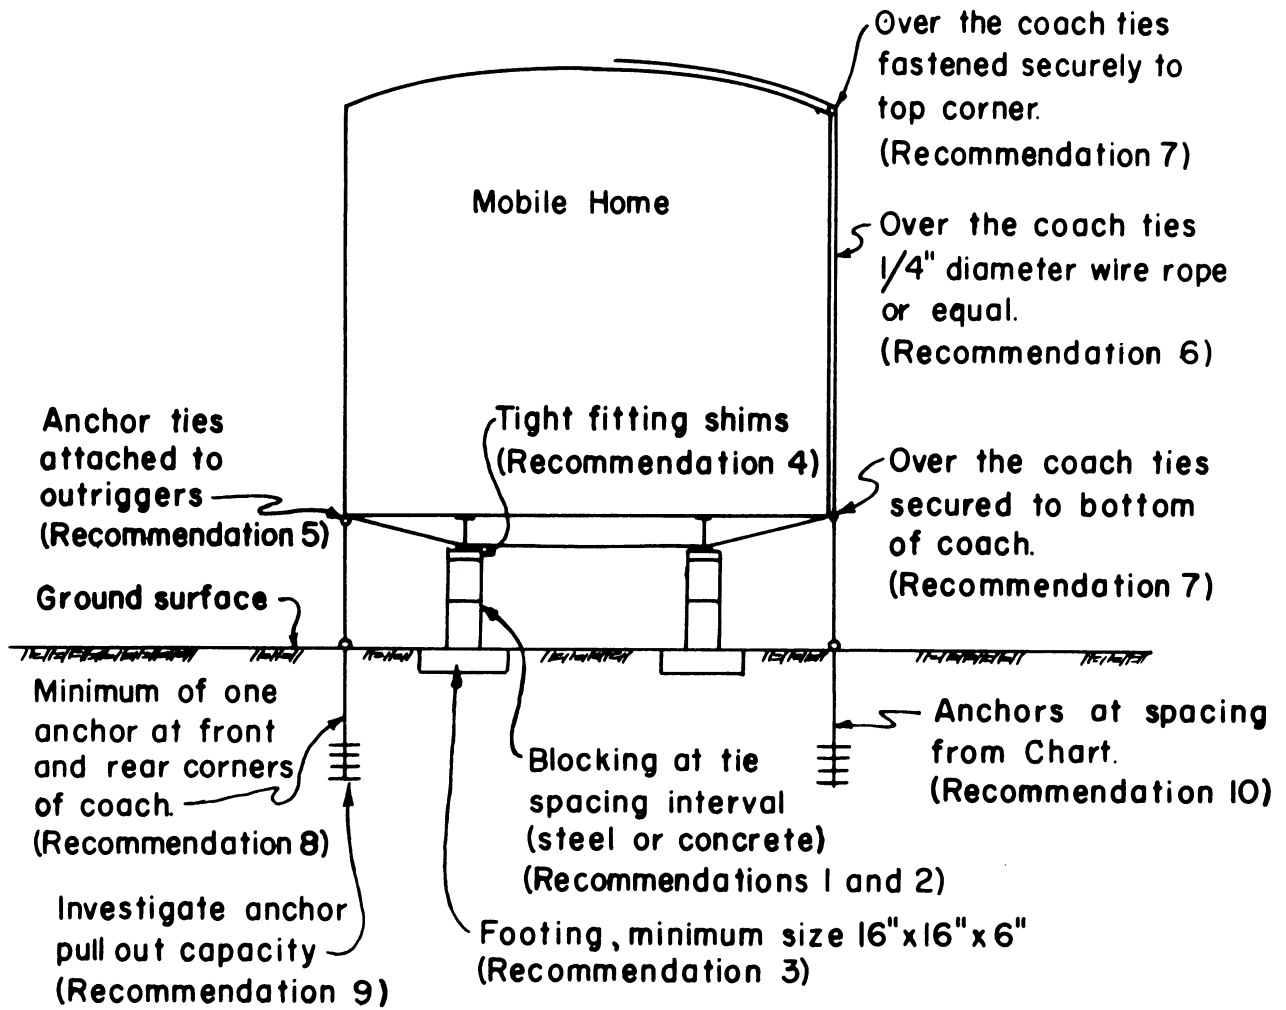 Over the coach ties
fastened securely to
top corner.
(Recommendation 7)
Mobile Home
Over the coach ties
1/4" diameter wire rope
or equal.
(Recommendation 6)
Anchor ties
attached to
outriggers
(Recommendation 5)
Tight fitting shims
(Recommendation 4)
Over the coach ties
secured to bottom
of coach.
(Recommendation 7)
Ground surface
Minimum of one
anchor at front
and rear corners
of coach.
(Recommendation 8)
Anchors at spacing
from Chart.
(Recommendation 10)
Blocking at tie
spacing interval
(steel or concrete)
(Recommendations 1 and 2)
Investigate anchor
pull out capacity
(Recommendation 9)
Footing, minimum size 16"x16"x6"
(Recommendation 3)